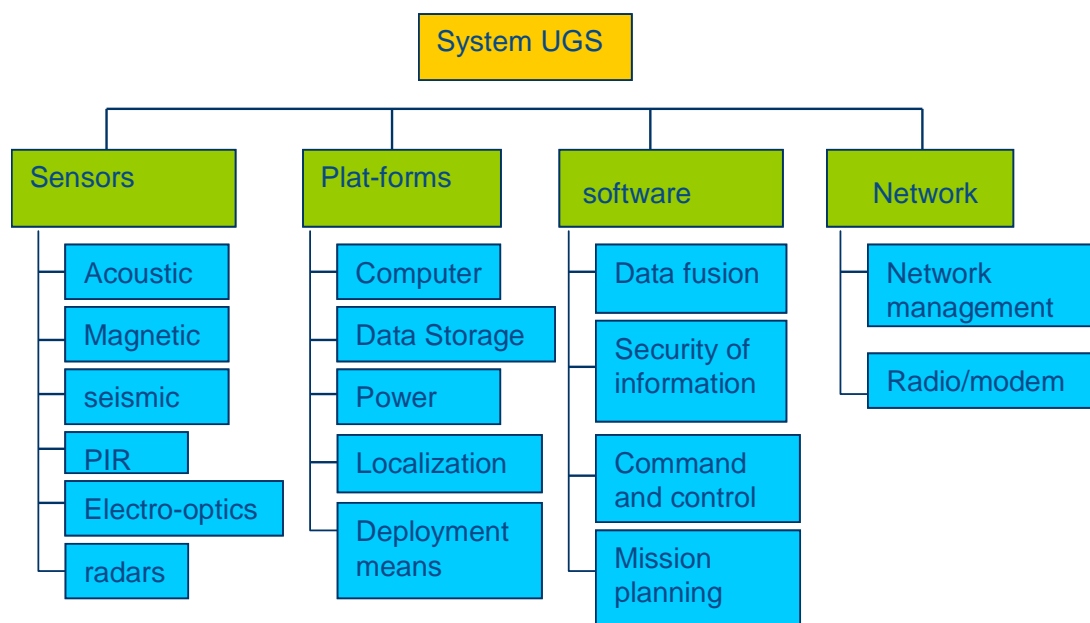 System UGS
Sensors
Acoustic
Magnetic
seismic
PIR
Electro-optics
radars
Plat-forms
Computer
Data Storage
Power
Localization
Deployment
means
software
Data fusion
Security of
information
Command
and control
Mission
planning
Network
Network
management
Radio/modem